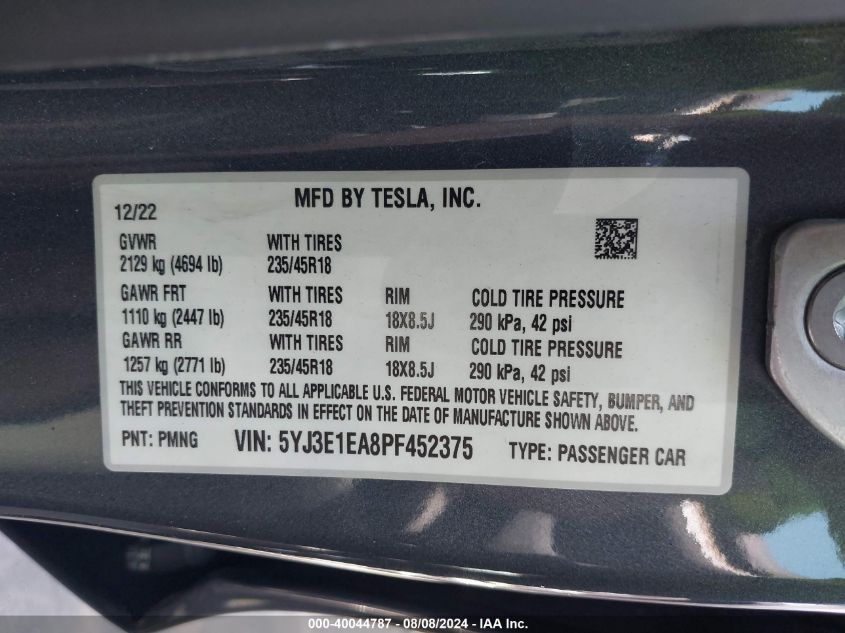 MFD BY TESLA, INC.
12/22
GVWR WITH TIRES
2129 kg (4694 lb) 235/45R18
GAWR FRT WITH TIRES RIM COLD TIRE PRESSURE
1110 kg (2447 lb) 235/45R18 18X8.5J 290 kPa, 42 psi
GAWR RR WITH TIRES RIM COLD TIRE PRESSURE
1257 kg (2771 lb) 235/45R18 18X8.5J 290 kPa, 42 psi
THIS VEHICLE CONFORMS TO ALL APPLICABLE U.S. FEDERAL MOTOR VEHICLE SAFETY, BUMPER, AND
THEFT PREVENTION STANDARDS IN EFFECT ON THE DATE OF MANUFACTURE SHOWN ABOVE.
PNT: PMNG VIN: 5YJ3E1EA8PF452375 TYPE: PASSENGER CAR
000-40044787 - 08/08/2024 - IAA Inc.